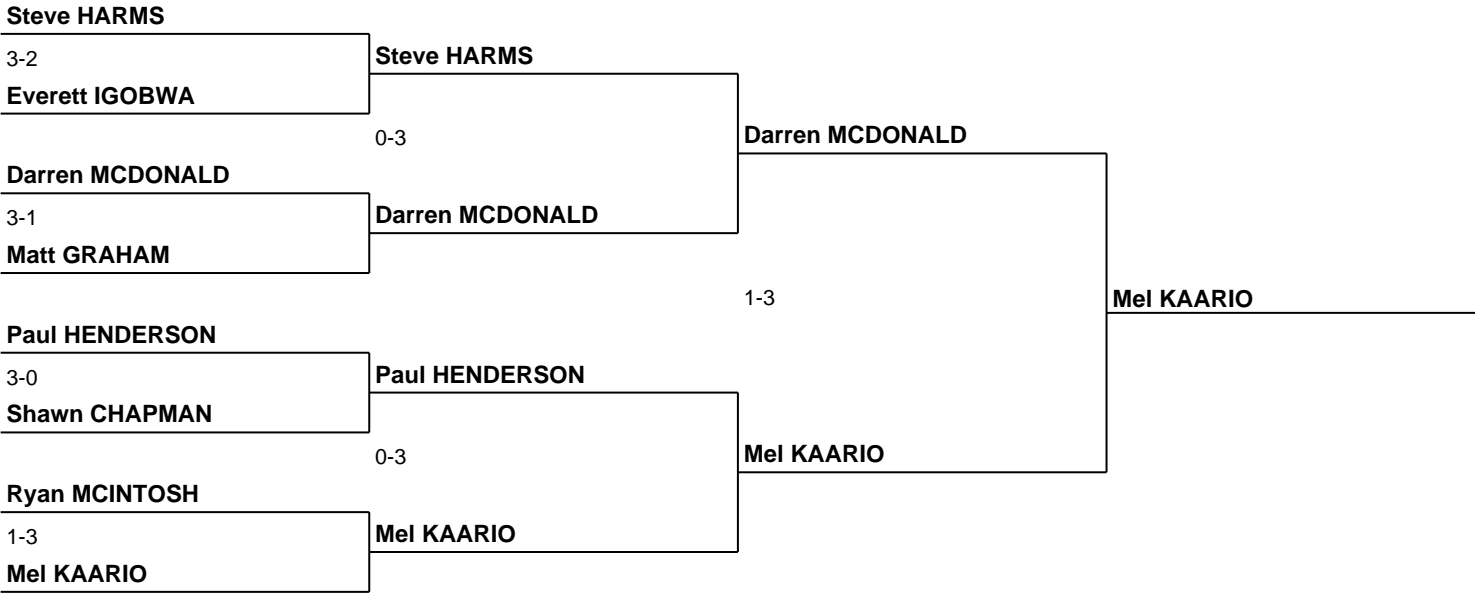 Steve HARMS
3-2
Steve HARMS
Everett IGOBWA
0-3
Darren MCDONALD
Darren MCDONALD
3-1
Darren MCDONALD
Matt GRAHAM
1-3
Mel KAARIO
Paul HENDERSON
3-0
Paul HENDERSON
Shawn CHAPMAN
0-3
Mel KAARIO
Ryan MCINTOSH
1-3
Mel KAARIO
Mel KAARIO